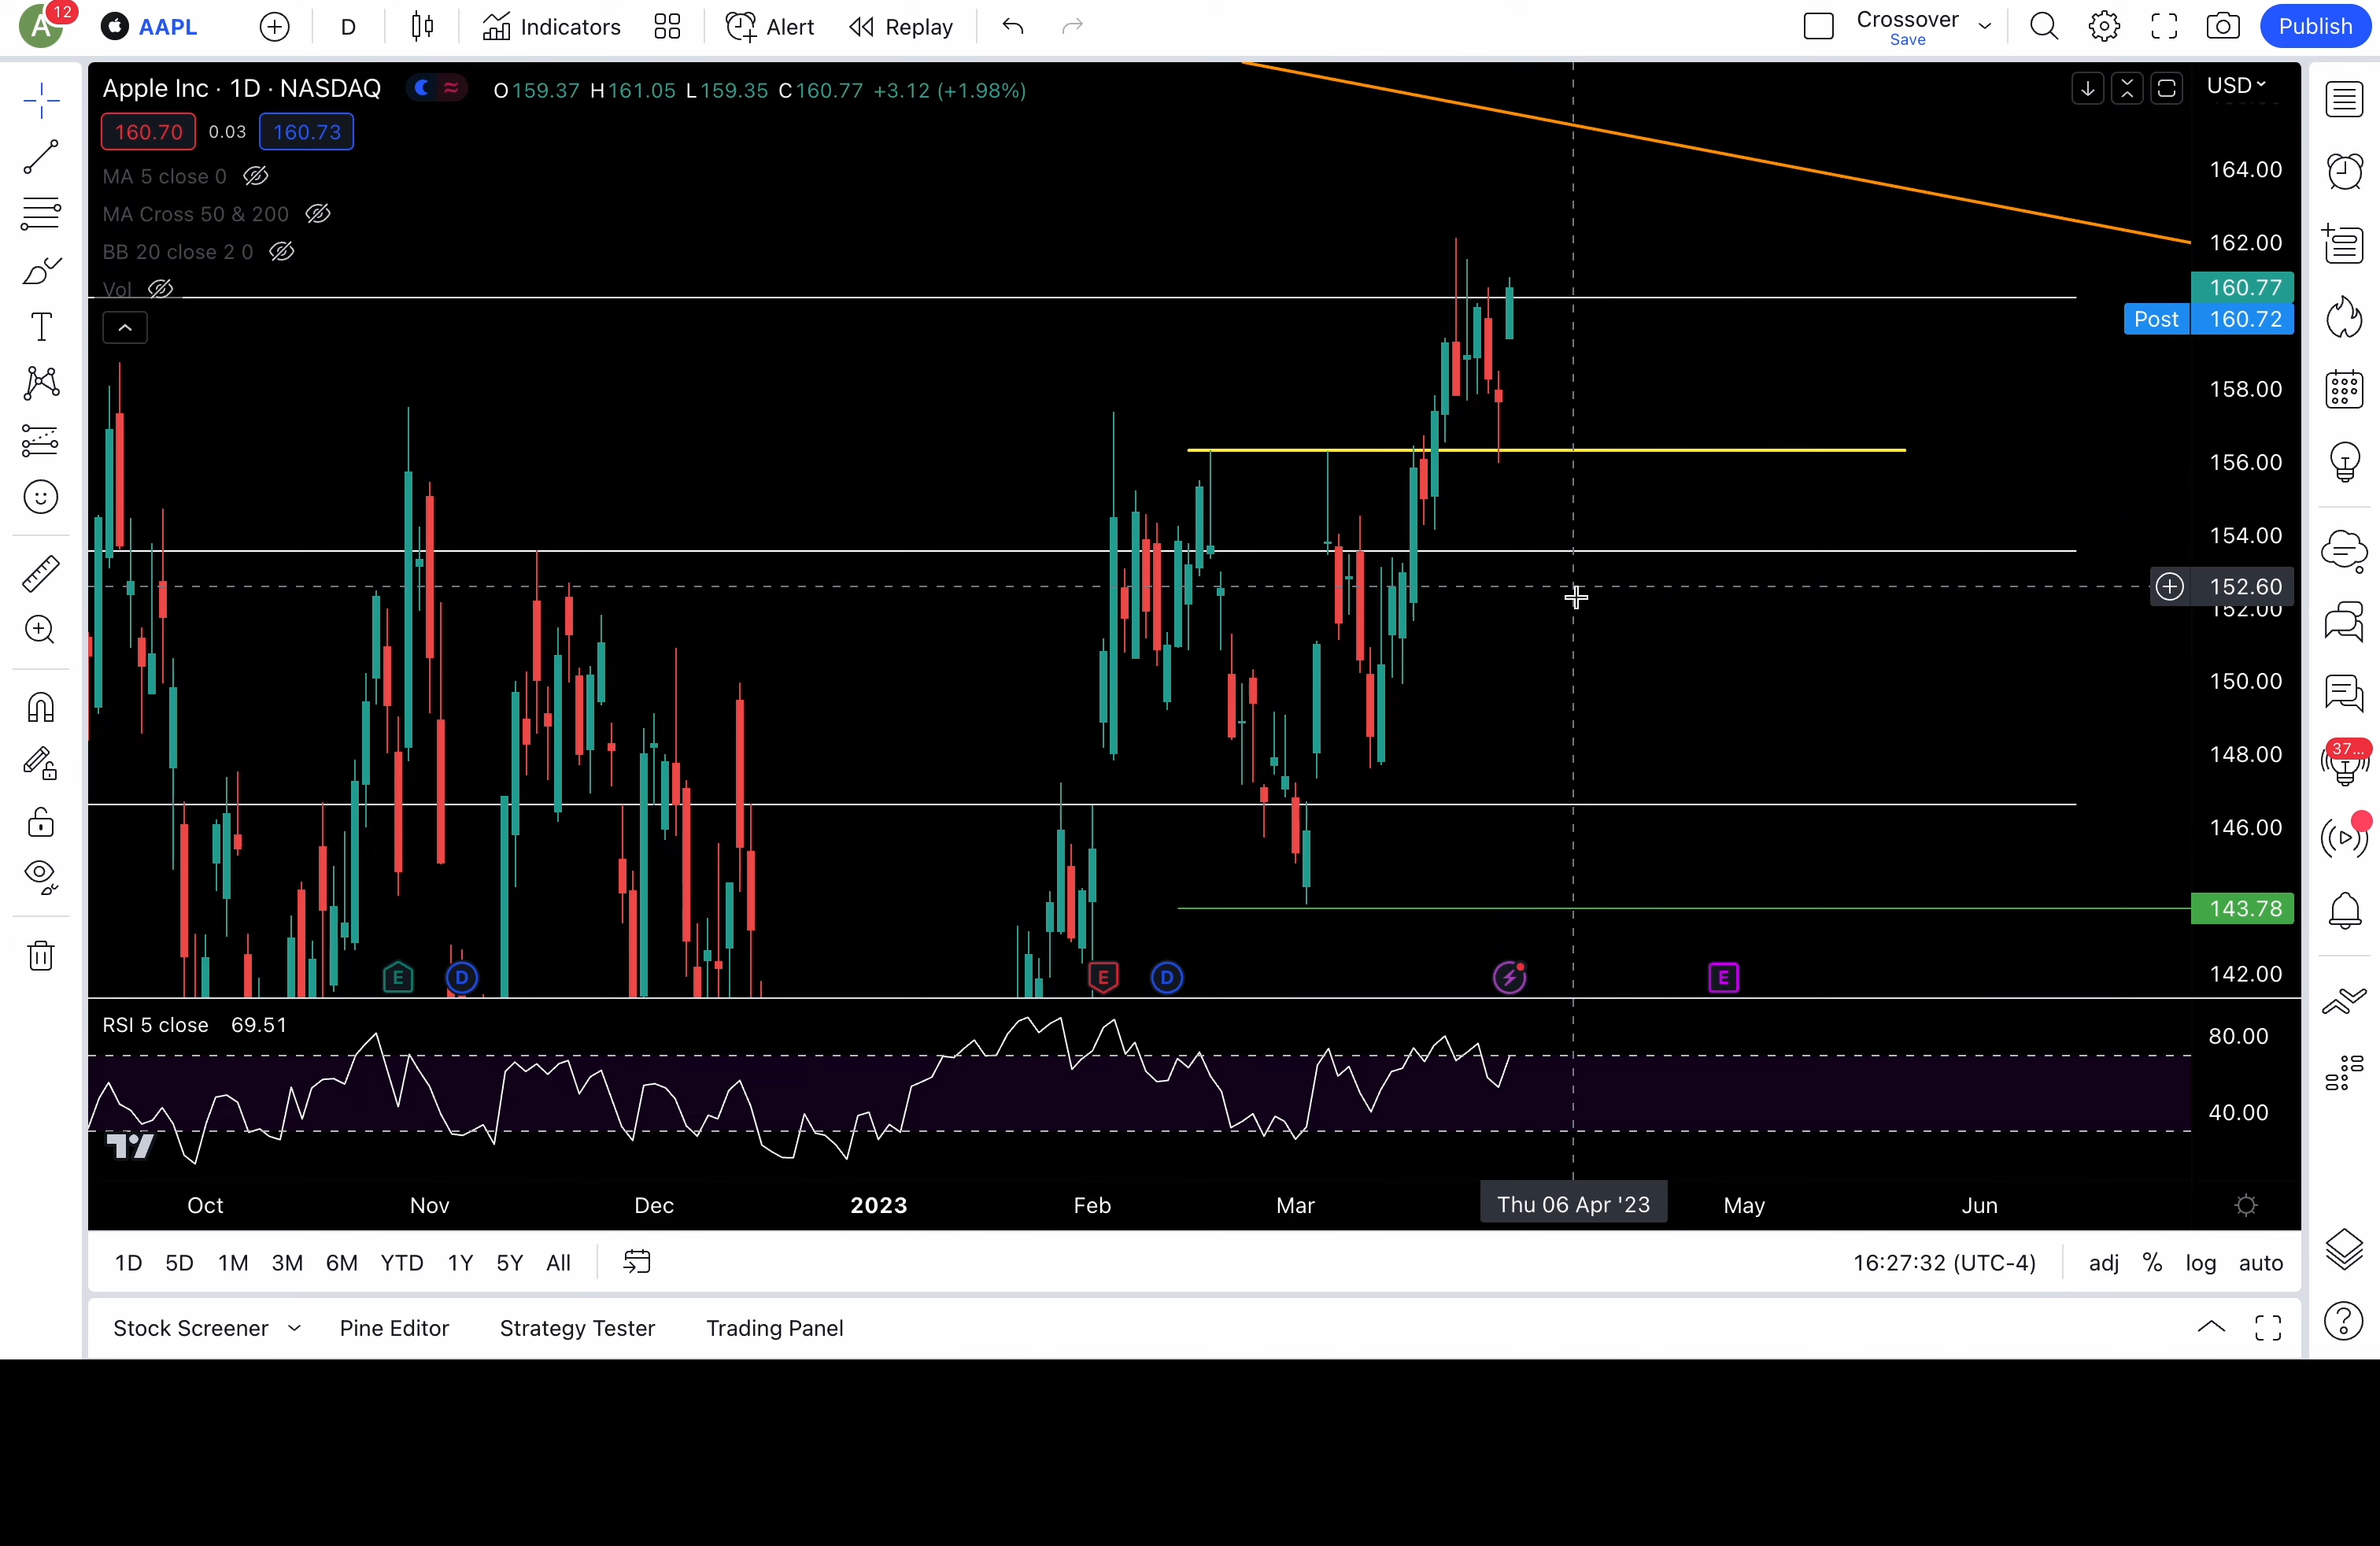 A 12 AAPL D Indicators Alert Replay Crossover Publish
Save
Apple Inc · 1D · NASDAQ O159.37 H161.05 L159.35 C160.77 +3.12 (+1.98%) USD
160.70 0.03 160.73
MA 5 close 0
164.00
MA Cross 50 & 200
162.00
BB 20 close 2 0
Vol
160.77
Post 160.72
158.00
156.00
154.00
152.60
152.00
150.00
148.00
37...
146.00
143.78
E D E D E
142.00
RSI 5 close 69.51
80.00
40.00
Oct Nov Dec 2023 Feb Mar Thu 06 Apr '23 May Jun
1D 5D 1M 3M 6M YTD 1Y 5Y All 16:27:32 (UTC-4) adj % log auto
Stock Screener Pine Editor Strategy Tester Trading Panel